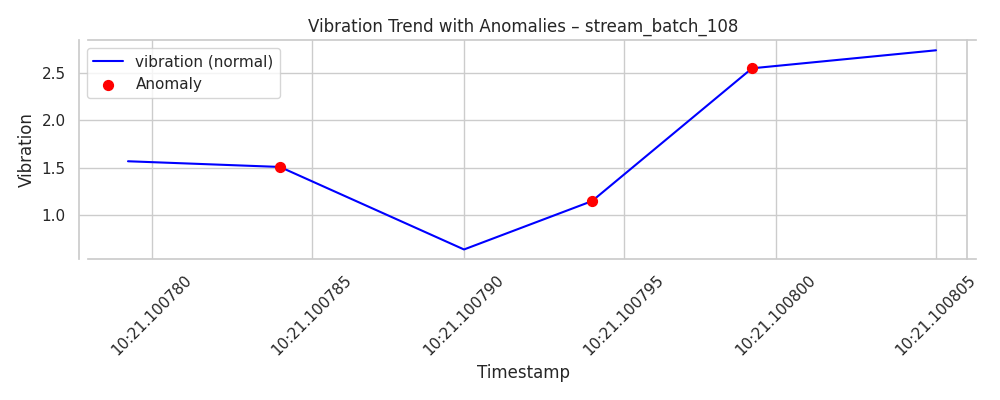 Vibration Trend with Anomalies – stream_batch_108
vibration (normal)
Anomaly
Vibration
2.5
2.0
1.5
1.0
10:21.100780
10:21.100785
10:21.100790
10:21.100795
10:21.100800
10:21.100805
Timestamp